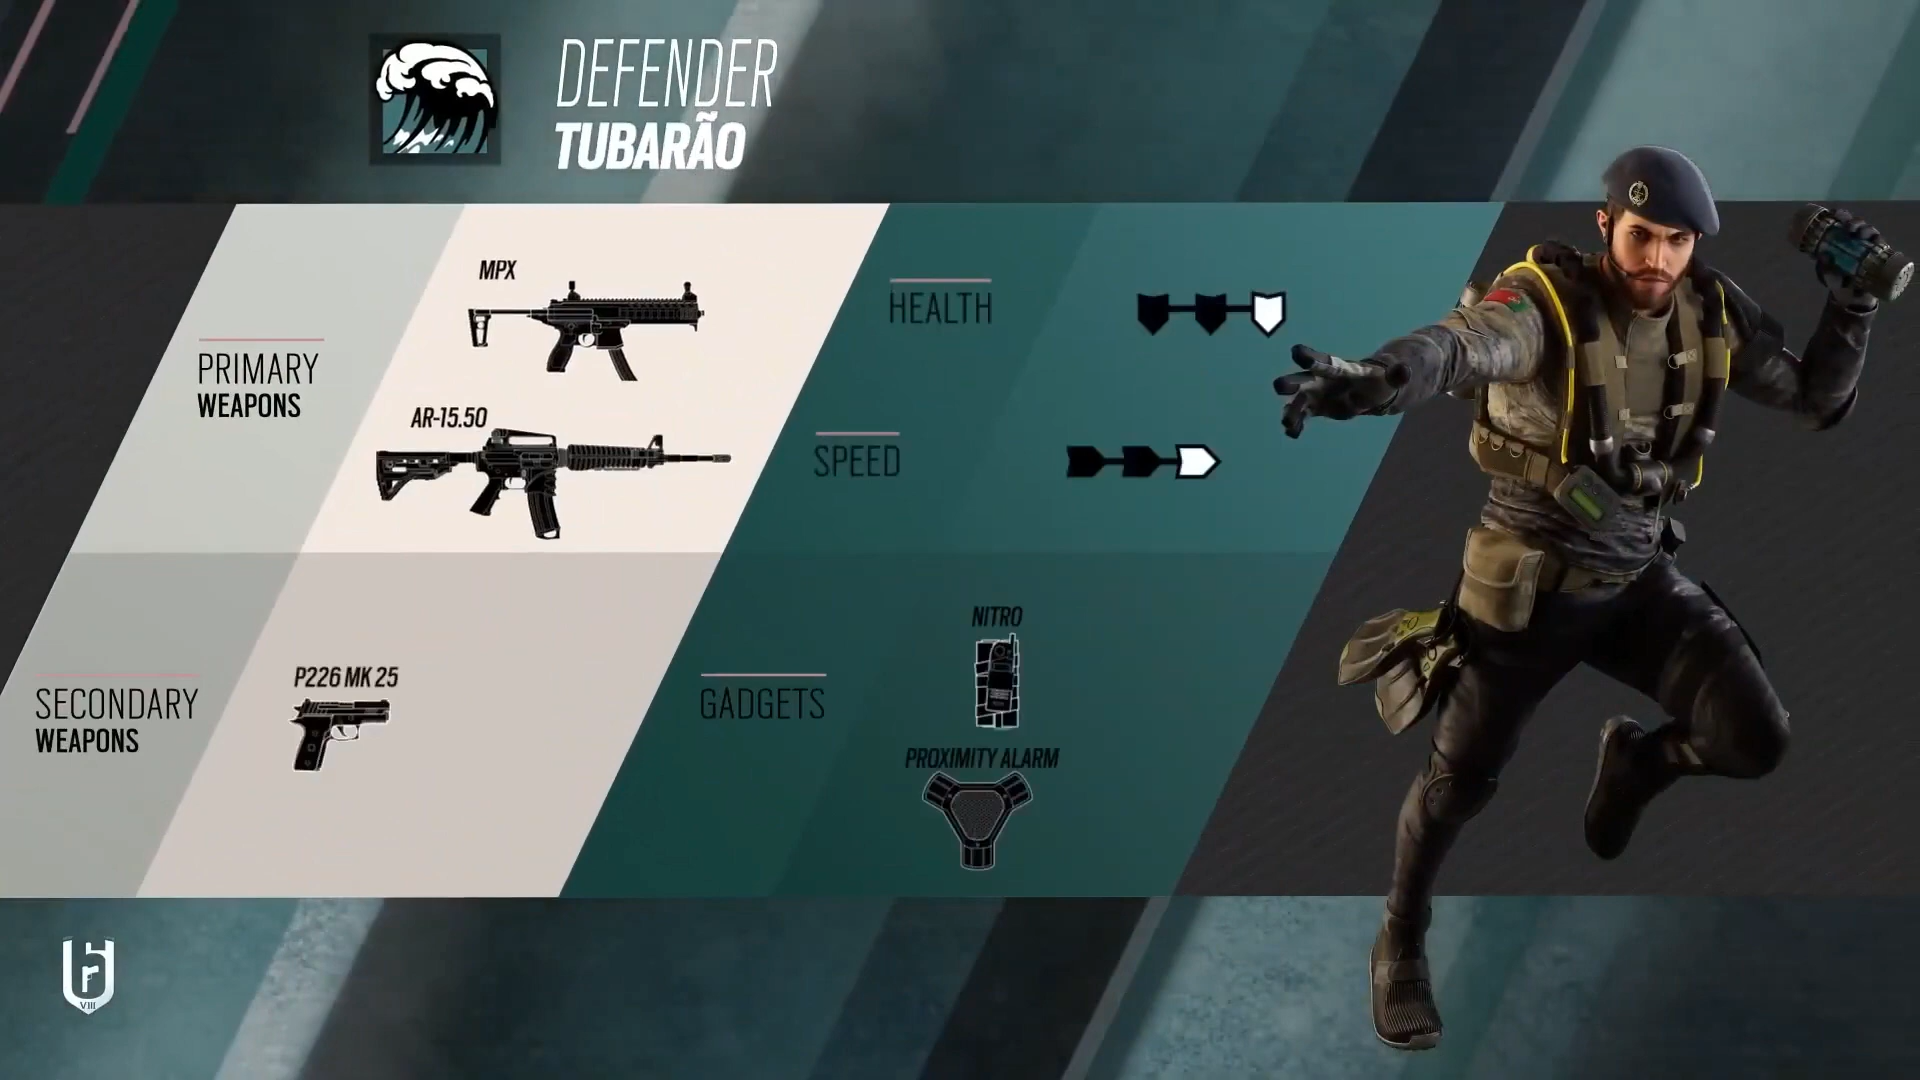 DEFENDER
TUBARÃO
PRIMARY
WEAPONS
MPX
AR-15.50
HEALTH
SPEED
SECONDARY
WEAPONS
P226 MK 25
GADGETS
NITRO
PROXIMITY ALARM
VIII